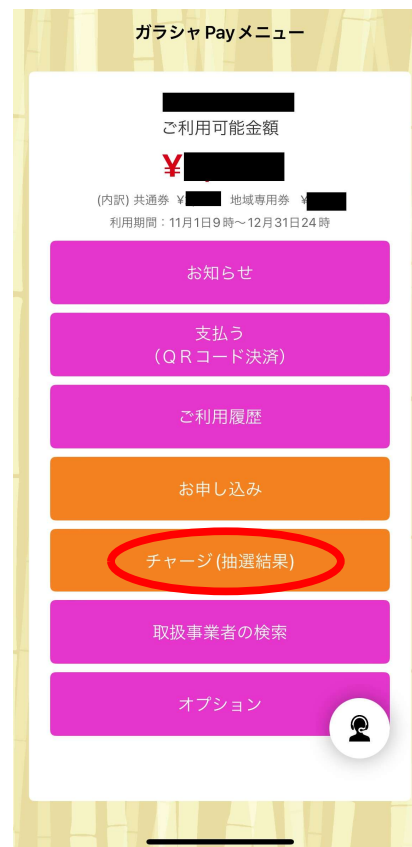 ガラシャ Pay メニュー
ご利用可能金額
¥
(内訳) 共通券 ¥ 地域専用券 ¥
利用期間：11月1日9時～12月31日24時
お知らせ
支払う
（ＱＲコード決済）
ご利用履歴
お申し込み
チャージ(抽選結果)
取扱事業者の検索
オプション